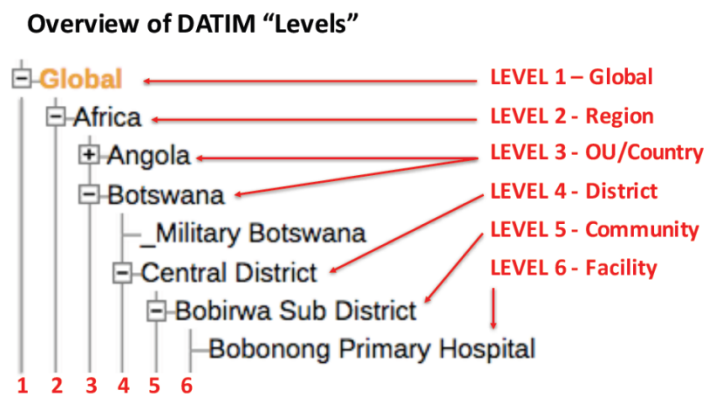 Overview of DATIM “Levels”
Global LEVEL 1 – Global
Africa LEVEL 2 - Region
Angola LEVEL 3 - OU/Country
Botswana LEVEL 4 - District
_Military Botswana LEVEL 5 - Community
Central District LEVEL 6 - Facility
Bobirwa Sub District
Bobonong Primary Hospital
1 2 3 4 5 6